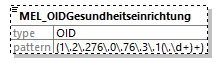 MEL_OIDGesundheitseinrichtung
type OID
pattern (1\.2\.276\.0\.76\.3\.1(\.\d+)+)